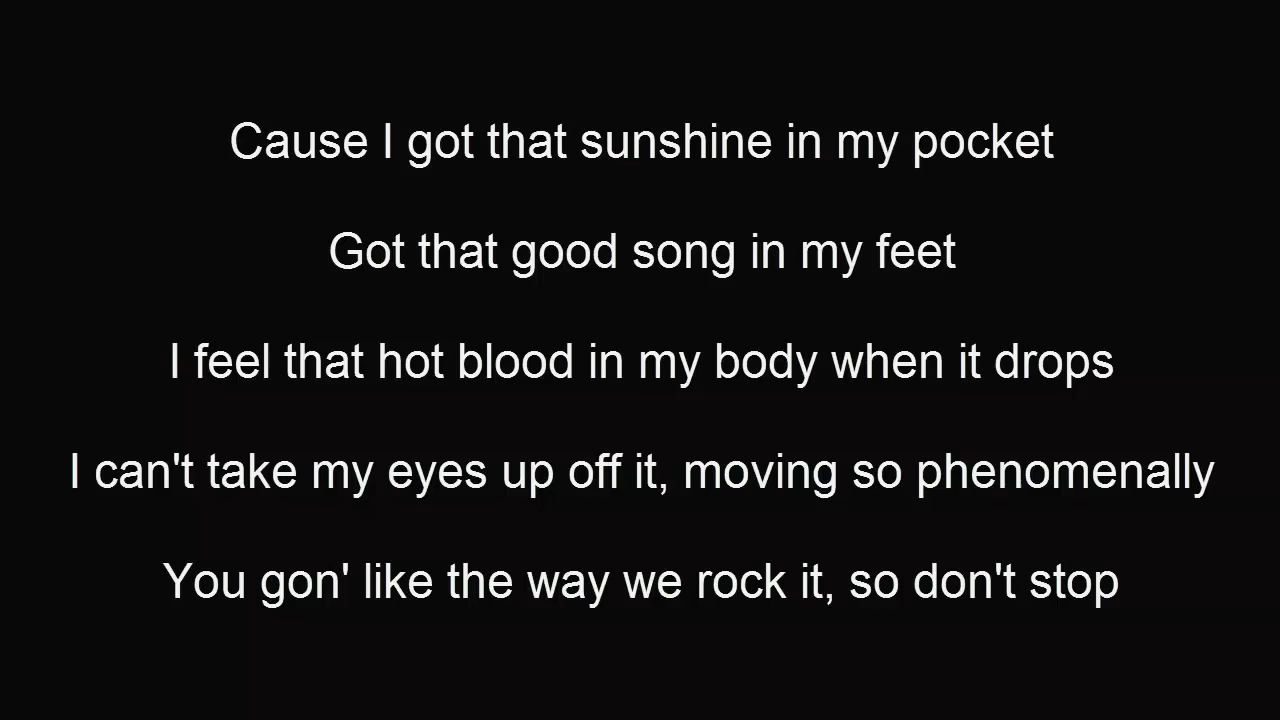 Cause I got that sunshine in my pocket
Got that good song in my feet
I feel that hot blood in my body when it drops
I can't take my eyes up off it, moving so phenomenally
You gon' like the way we rock it, so don't stop